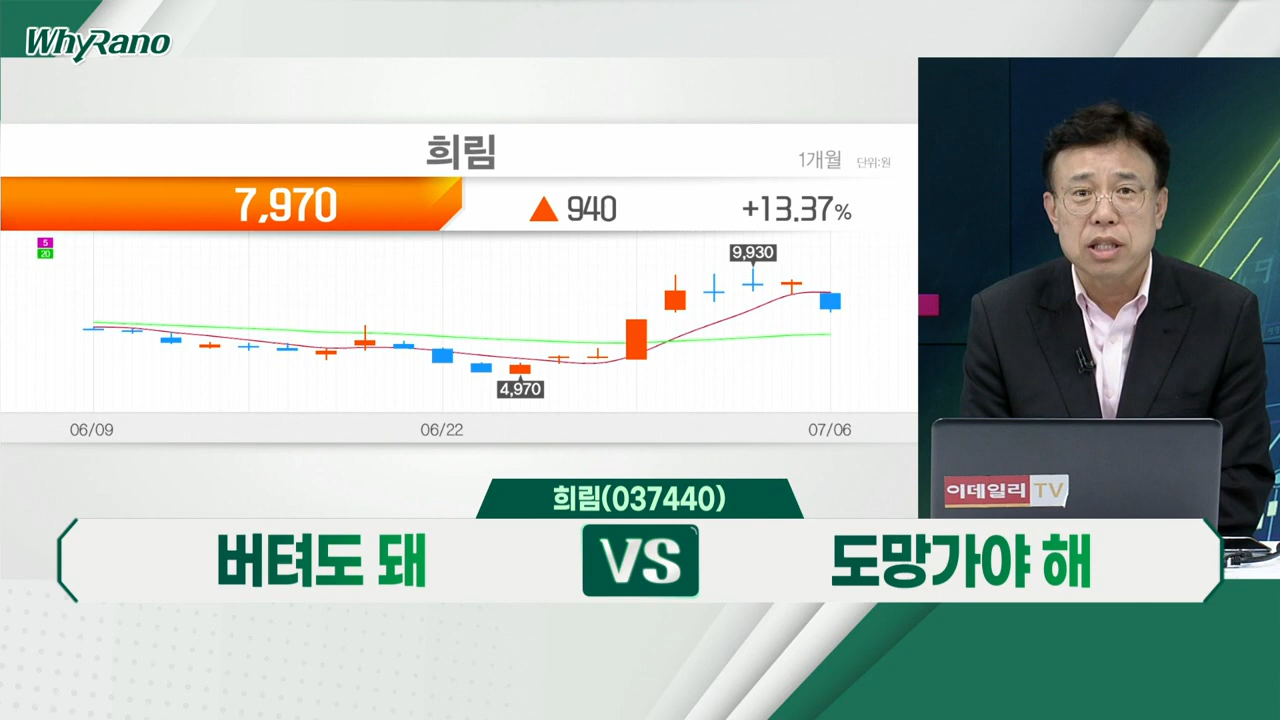 WhyRano
희림
1개월 단위:원
7,970 ▲ 940 +13.37%
5
20
9,930
4,970
06/09 06/22 07/06
이데일리 TV
희림(037440)
버텨도 돼 VS 도망가야 해